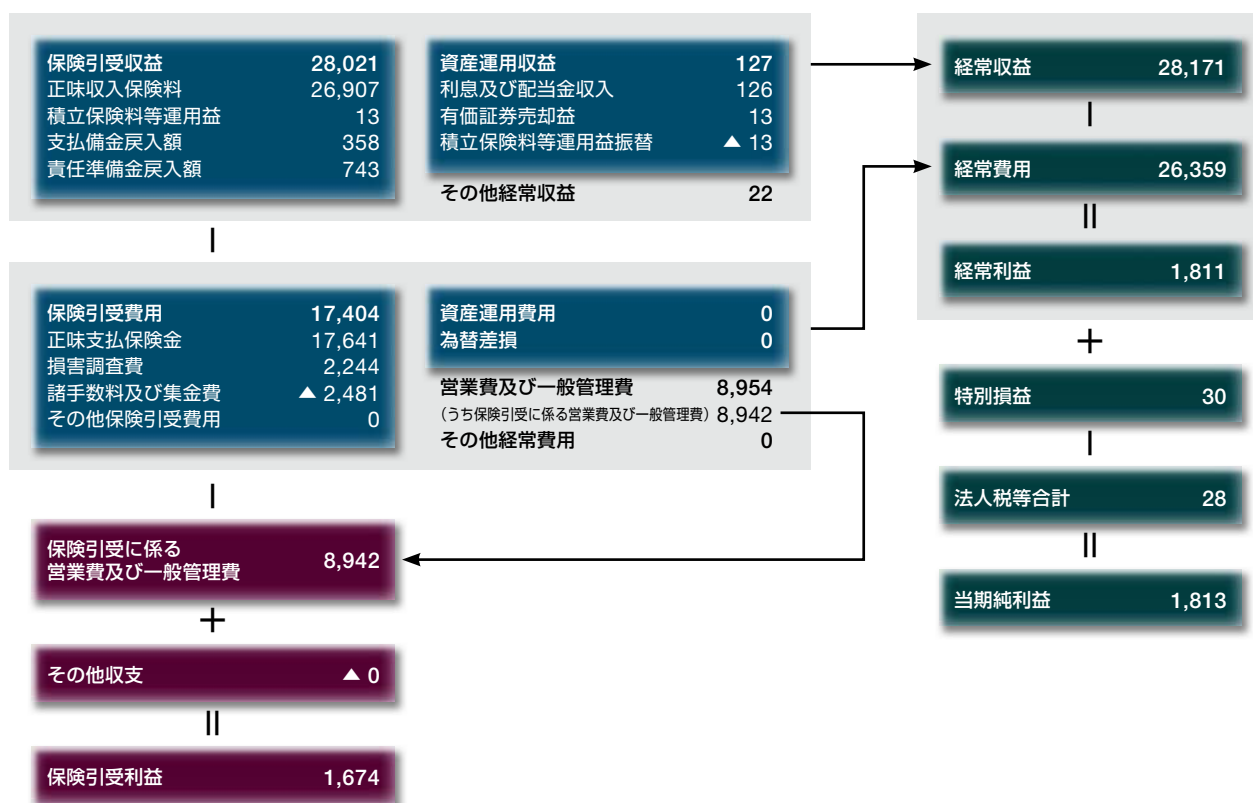 保険引受収益 28,021
正味収入保険料 26,907
積立保険料等運用益 13
支払備金戻入額 358
責任準備金戻入額 743
資産運用収益 127
利息及び配当金収入 126
有価証券売却益 13
積立保険料等運用益振替 ▲ 13
その他経常収益 22
−
保険引受費用 17,404
正味支払保険金 17,641
損害調査費 2,244
諸手数料及び集金費 ▲ 2,481
その他保険引受費用 0
資産運用費用 0
為替差損 0
営業費及び一般管理費 8,954
(うち保険引受に係る営業費及び一般管理費) 8,942
その他経常費用 0
−
保険引受に係る
営業費及び一般管理費 8,942
+
その他収支 ▲ 0
=
保険引受利益 1,674
経常収益 28,171
−
経常費用 26,359
=
経常利益 1,811
+
特別損益 30
−
法人税等合計 28
=
当期純利益 1,813